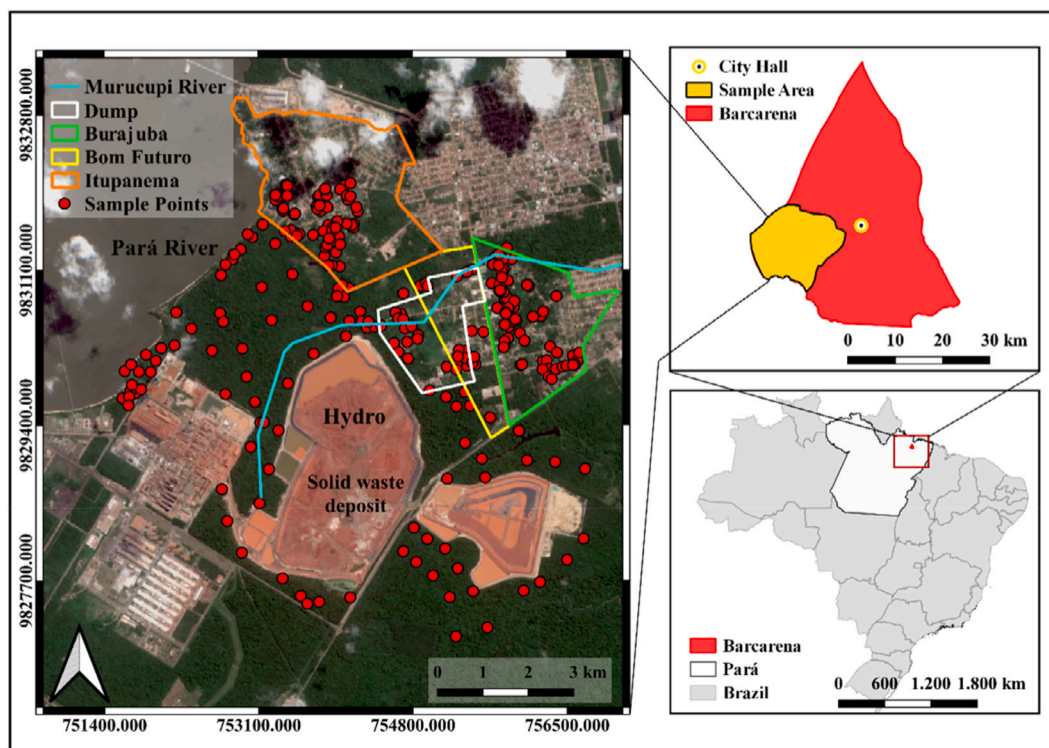 Murucupi River
Dump
Burajuba
Bom Futuro
Itupanema
Sample Points
Pará River
Hydro
Solid waste
deposit
0 1 2 3 km
9832800.000
9831100.000
9829400.000
9827700.000
751400.000
753100.000
754800.000
756500.000
City Hall
Sample Area
Barcarena
0 10 20 30 km
Barcarena
Pará
Brazil
0 600 1.200 1.800 km